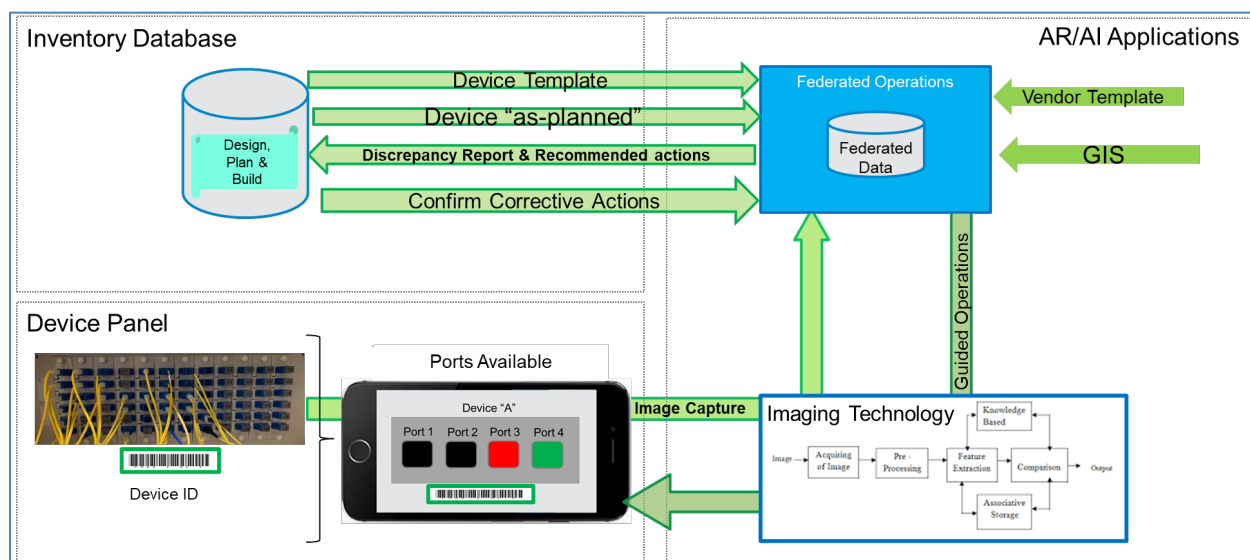 Inventory Database
AR/AI Applications
Device Template
Device “as-planned”
Discrepancy Report & Recommended actions
Confirm Corrective Actions
Design,
Plan &
Build
Federated Operations
Federated
Data
Vendor Template
GIS
Guided Operations
Device Panel
Device ID
Ports Available
Device “A”
Port 1
Port 2
Port 3
Port 4
Image Capture
Imaging Technology
Image
Acquiring
of Image
Pre -
Processing
Feature
Extraction
Knowledge
Based
Comparison
Output
Associative
Storage